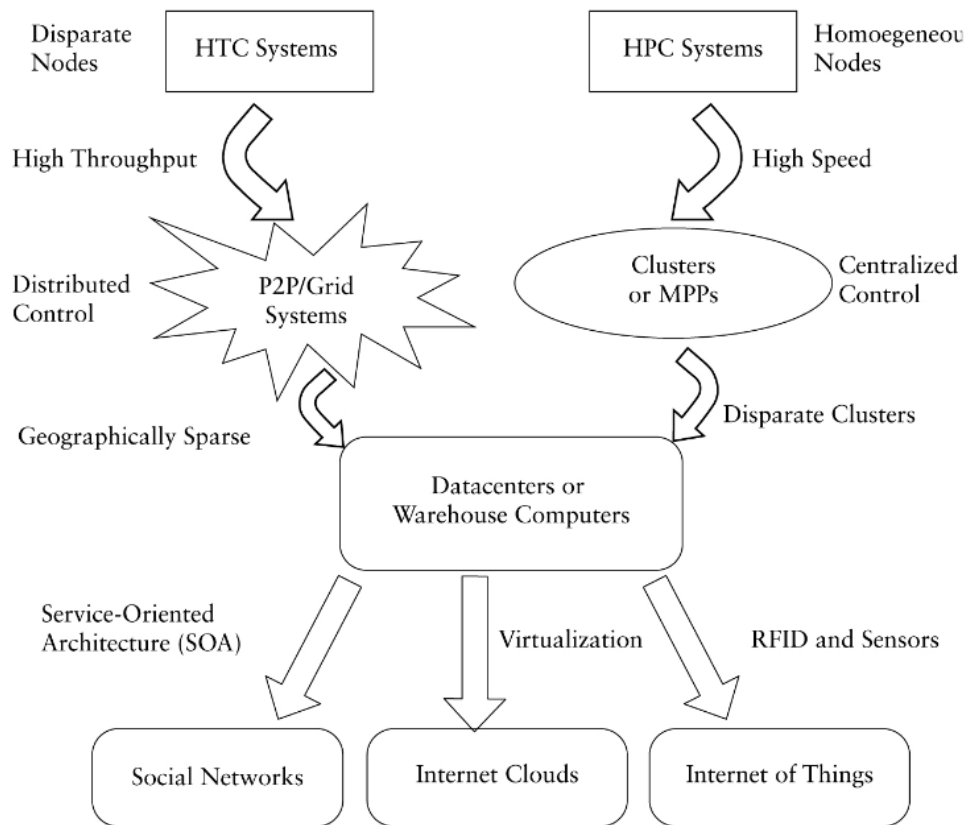 Disparate
Nodes
HTC Systems
HPC Systems
Homoegeneou
Nodes
High Throughput
High Speed
Distributed
Control
P2P/Grid
Systems
Clusters
or MPPs
Centralized
Control
Geographically Sparse
Disparate Clusters
Datacenters or
Warehouse Computers
Service-Oriented
Architecture (SOA)
Virtualization
RFID and Sensors
Social Networks
Internet Clouds
Internet of Things